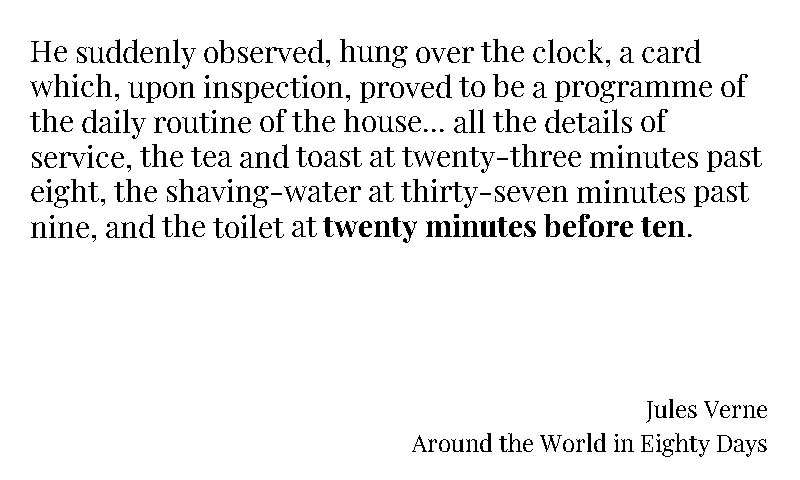 He suddenly observed, hung over the clock, a card
which, upon inspection, proved to be a programme of
the daily routine of the house... all the details of
service, the tea and toast at twenty-three minutes past
eight, the shaving-water at thirty-seven minutes past
nine, and the toilet at twenty minutes before ten.
Jules Verne
Around the World in Eighty Days